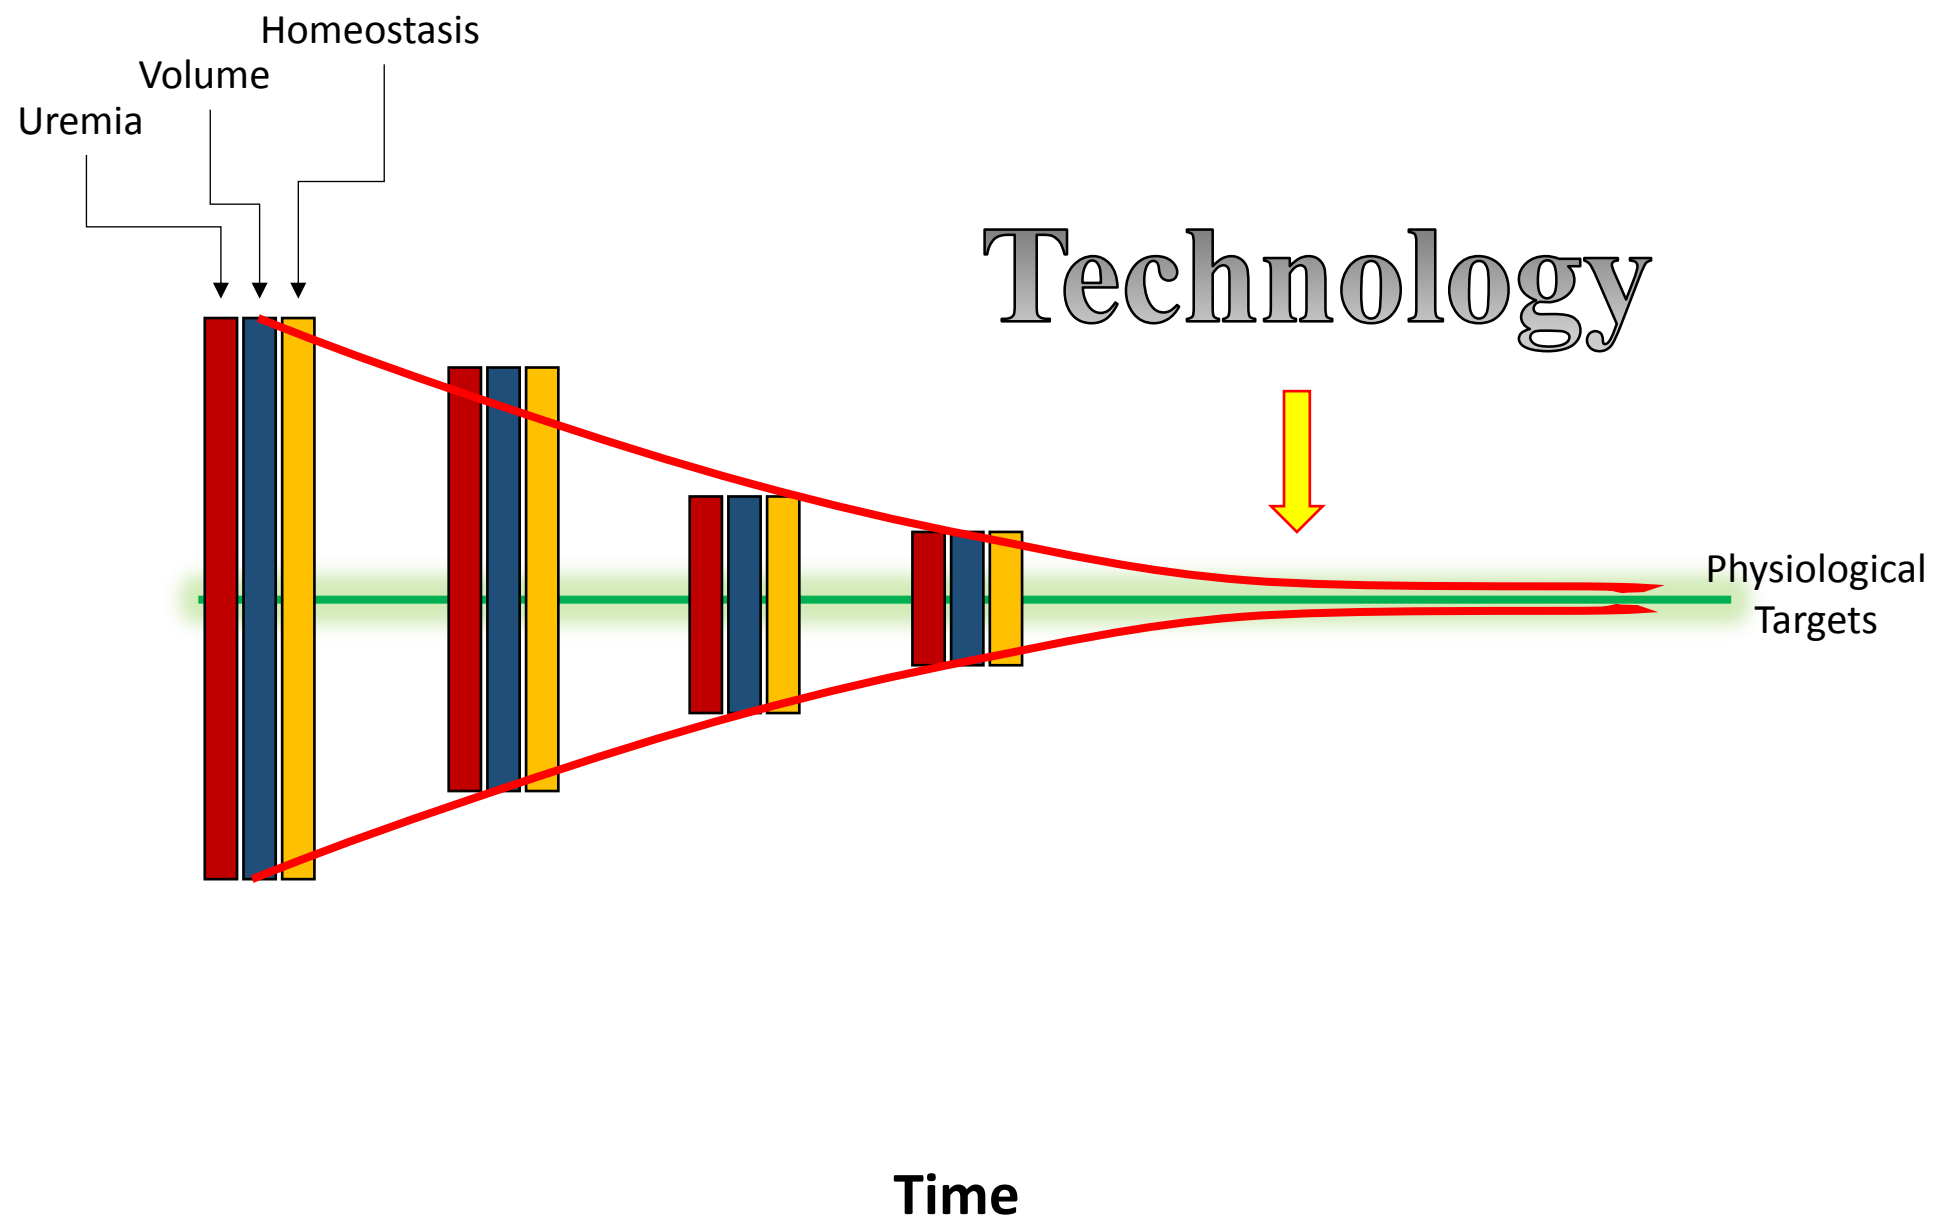 Homeostasis
Volume
Uremia
Technology
Physiological
Targets
Time